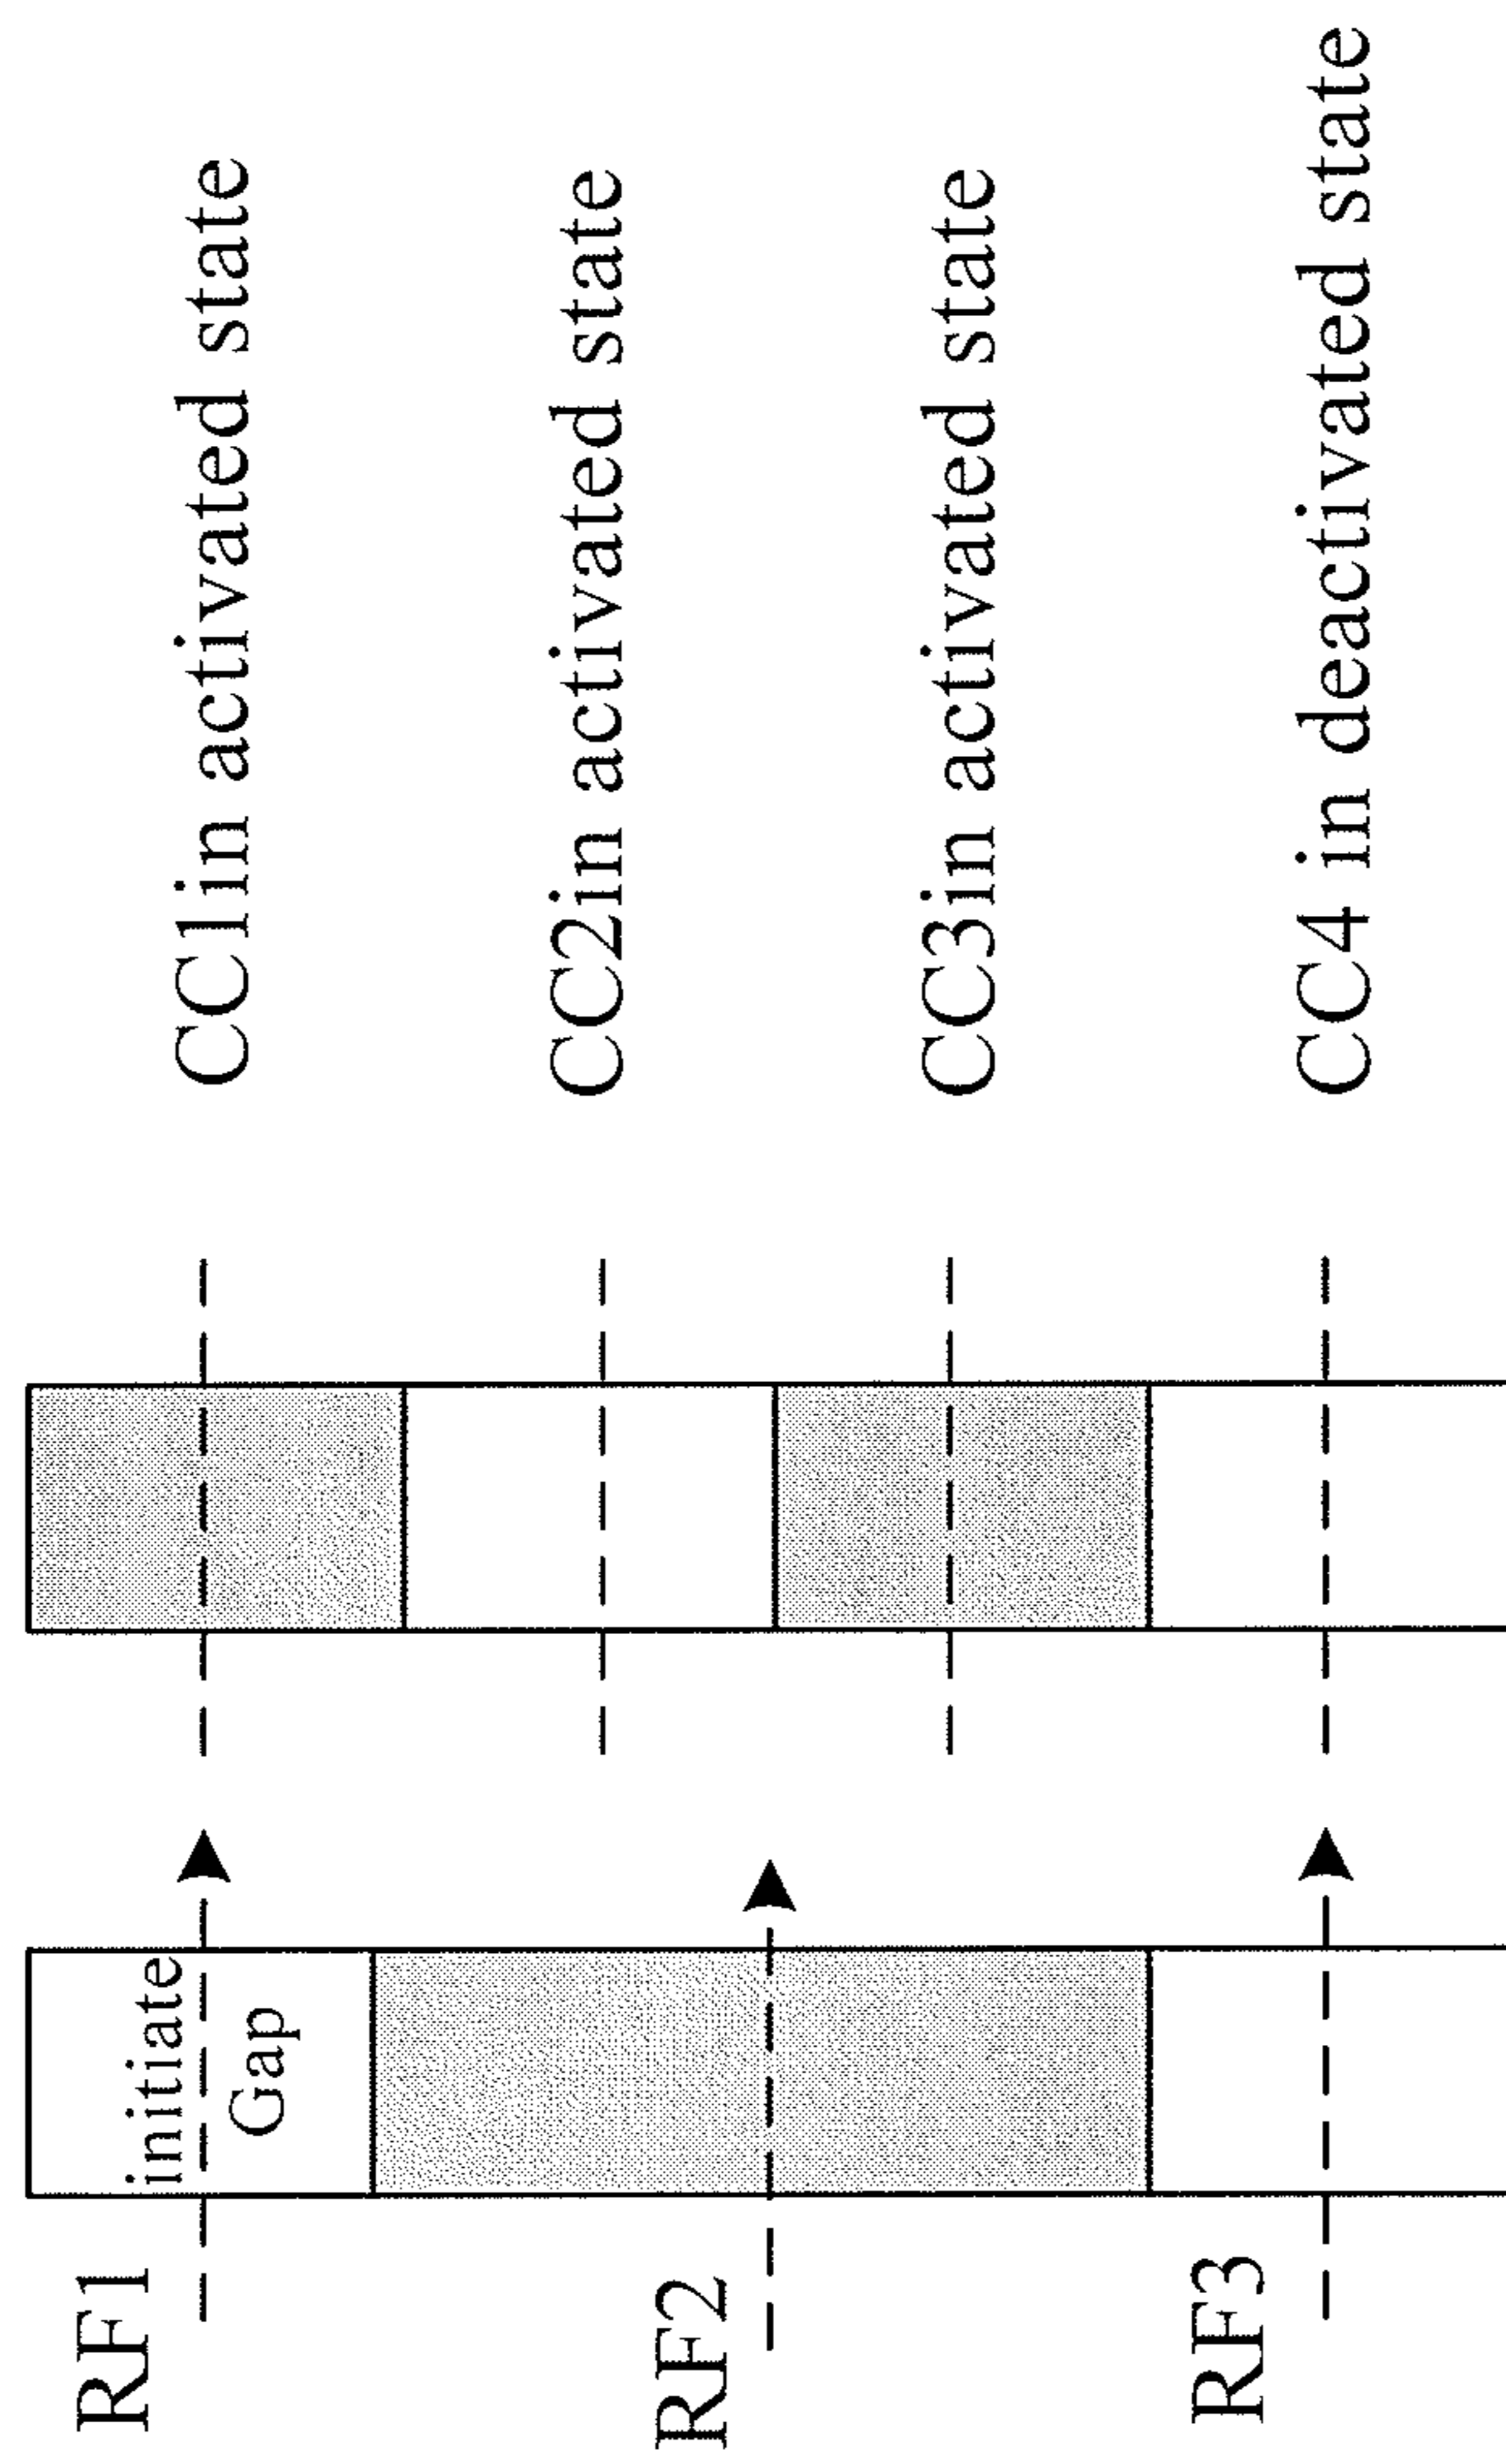 RF1
initiate
Gap
CC1in activated state
RF2
CC2in activated state
CC3in activated state
RF3
CC4 in deactivated state